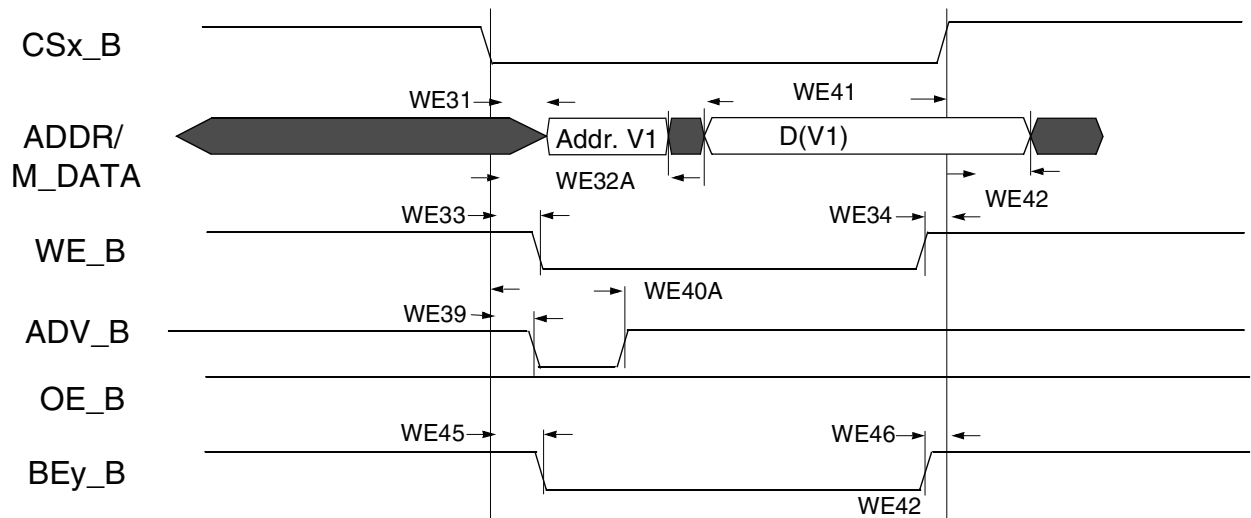 CSx_B
WE31
WE41
ADDR/
M_DATA
Addr. V1
D(V1)
WE32A
WE42
WE33
WE34
WE_B
WE40A
WE39
ADV_B
OE_B
WE45
WE46
BEy_B
WE42